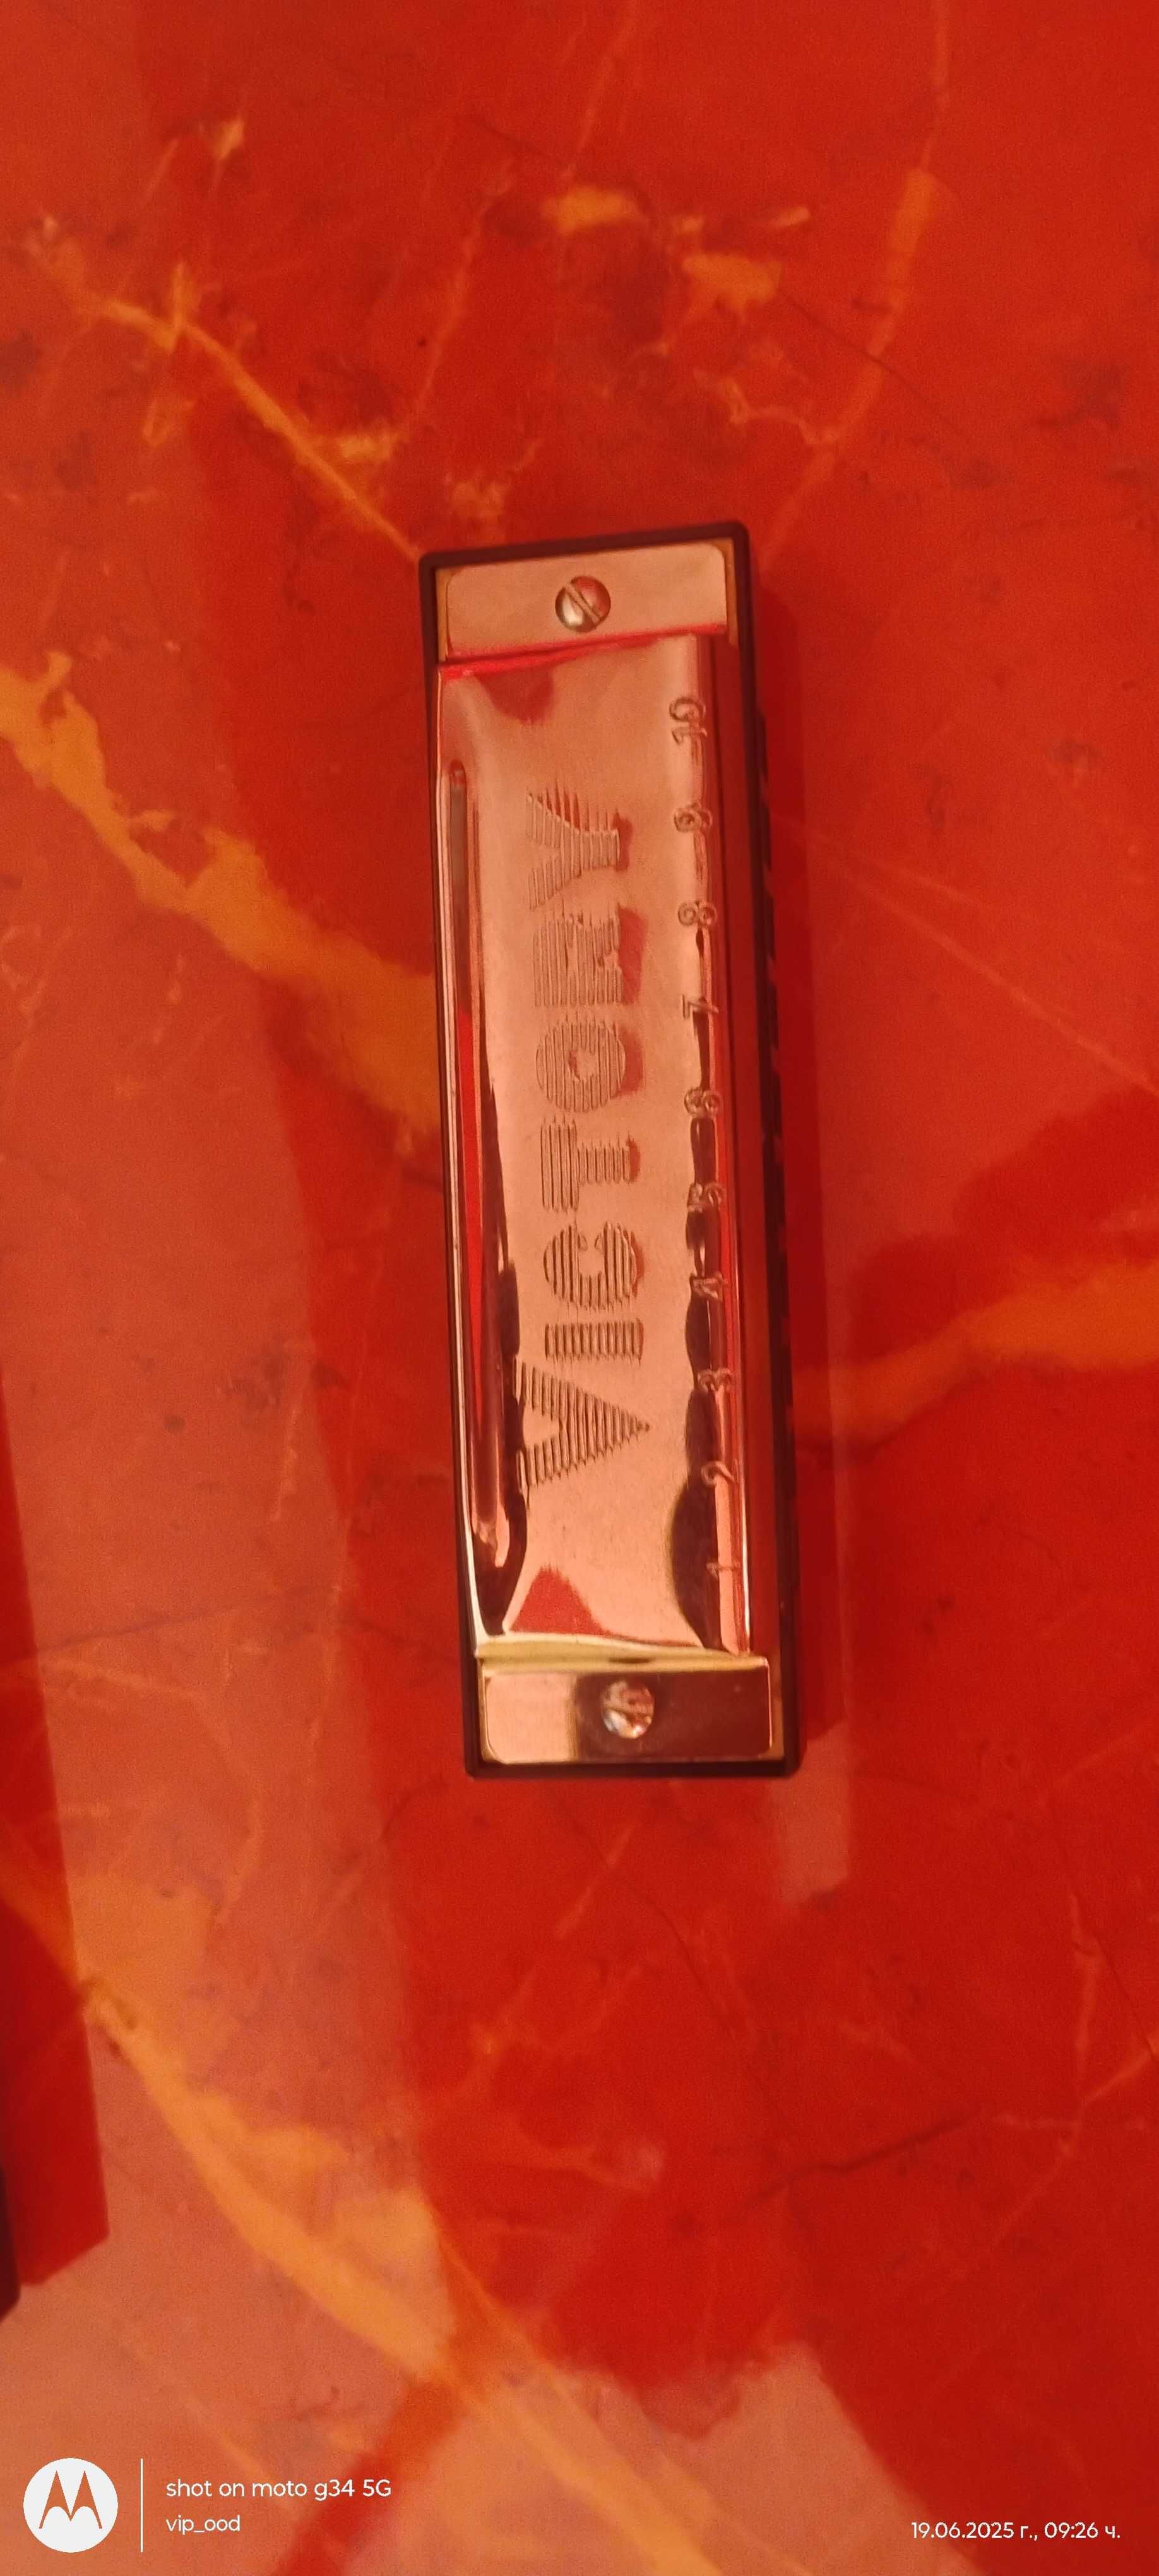 VICTORY
1 2 3 4 5 6 7 8 9 10
shot on moto g34 5G
vip_ood
19.06.2025 г., 09:26 ч.